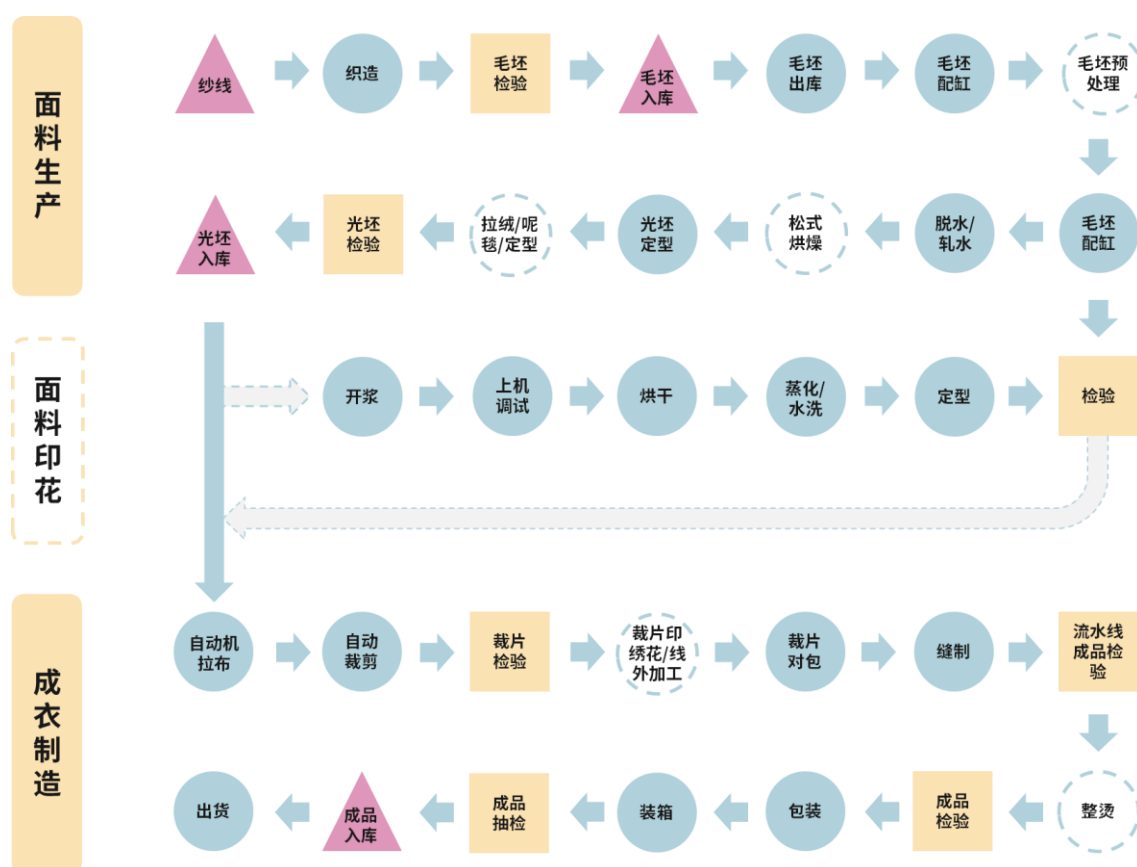 面料生产
纱线
织造
毛坯
检验
毛坯
入库
毛坯
出库
毛坯
配缸
毛坯预
处理
光坯
入库
光坯
检验
拉绒/呢
毯/定型
光坯
定型
松式
烘燥
脱水/
轧水
毛坯
配缸
面料印花
开浆
上机
调试
烘干
蒸化/
水洗
定型
检验
成衣制造
自动机
拉布
自动
裁剪
裁片
检验
裁片印
绣花/线
外加工
裁片
对包
缝制
流水线
成品检
验
出货
成品
入库
成品
抽检
装箱
包装
成品
检验
整烫